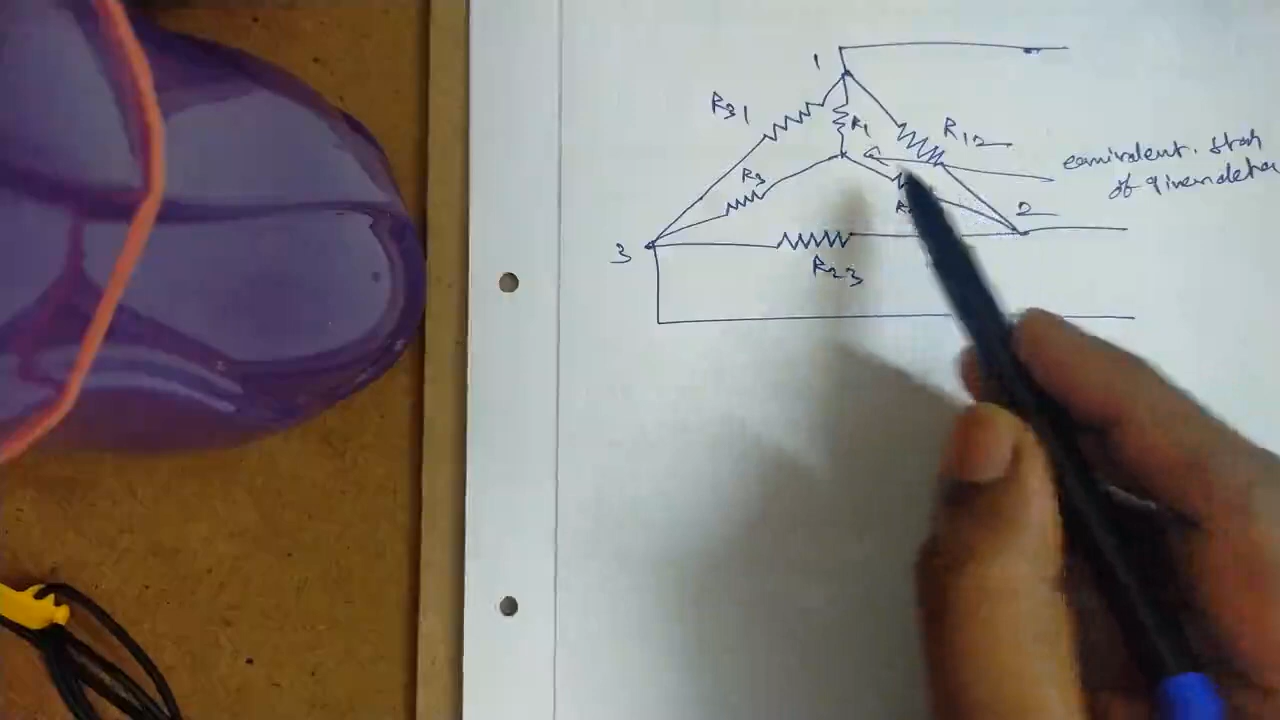 1
R31
R1
R12
equivalent. star
of given delta
R3
2
3
R23